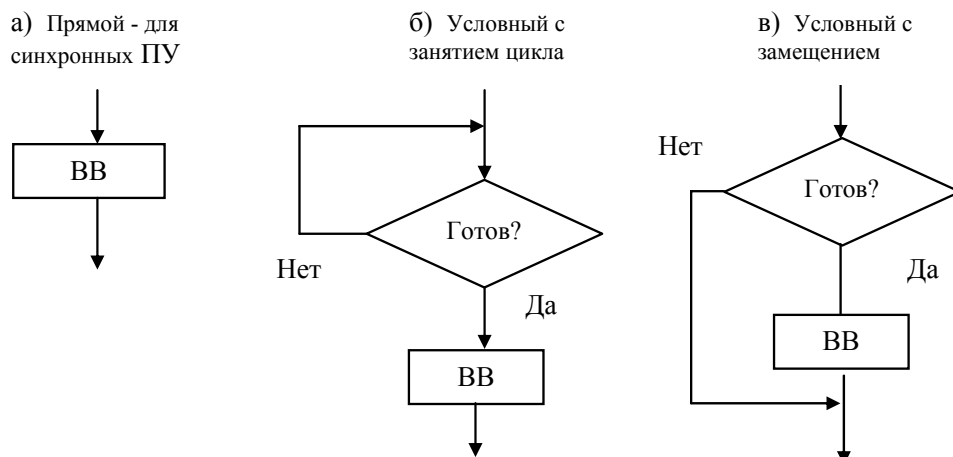 а) Прямой - для
синхронных ПУ
ВВ
б) Условный с
занятием цикла
Готов?
Нет
Да
ВВ
в) Условный с
замещением
Нет
Готов?
Да
ВВ